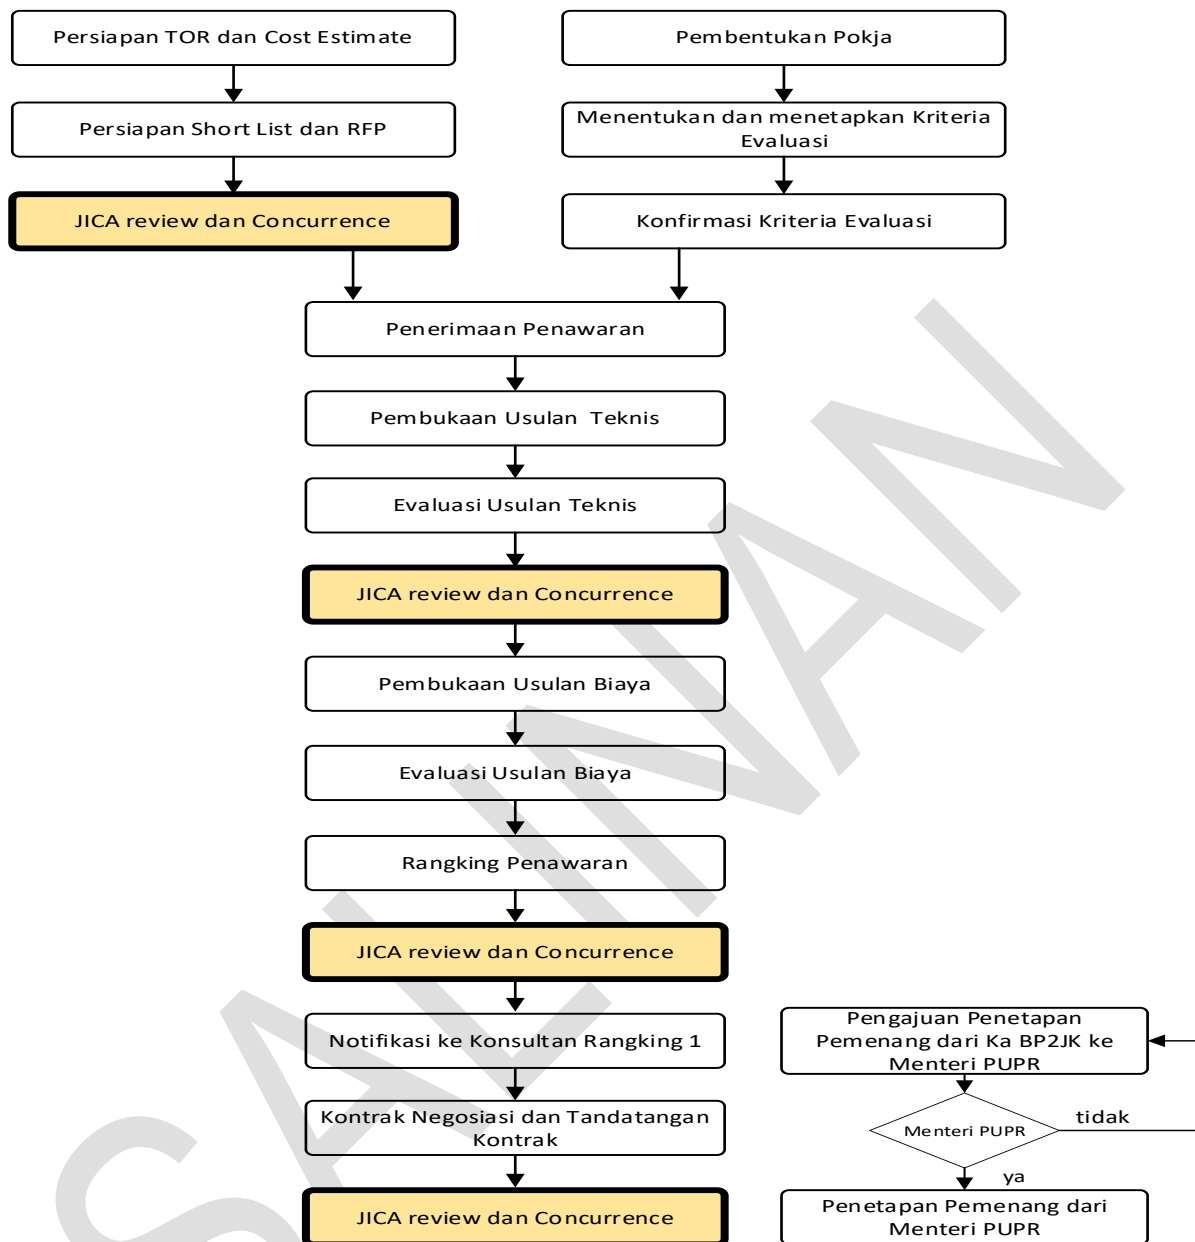 Persiapan TOR dan Cost Estimate
Pembentukan Pokja
Persiapan Short List dan RFP
Menentukan dan menetapkan Kriteria
Evaluasi
JICA review dan Concurrence
Konfirmasi Kriteria Evaluasi
Penerimaan Penawaran
Pembukaan Usulan Teknis
Evaluasi Usulan Teknis
JICA review dan Concurrence
Pembukaan Usulan Biaya
Evaluasi Usulan Biaya
Rangking Penawaran
JICA review dan Concurrence
Notifikasi ke Konsultan Rangking 1
Kontrak Negosiasi dan Tandatangan
Kontrak
JICA review dan Concurrence
Pengajuan Penetapan
Pemenang dari Ka BP2JK ke
Menteri PUPR
Menteri PUPR
tidak
ya
Penetapan Pemenang dari
Menteri PUPR
SALINAN